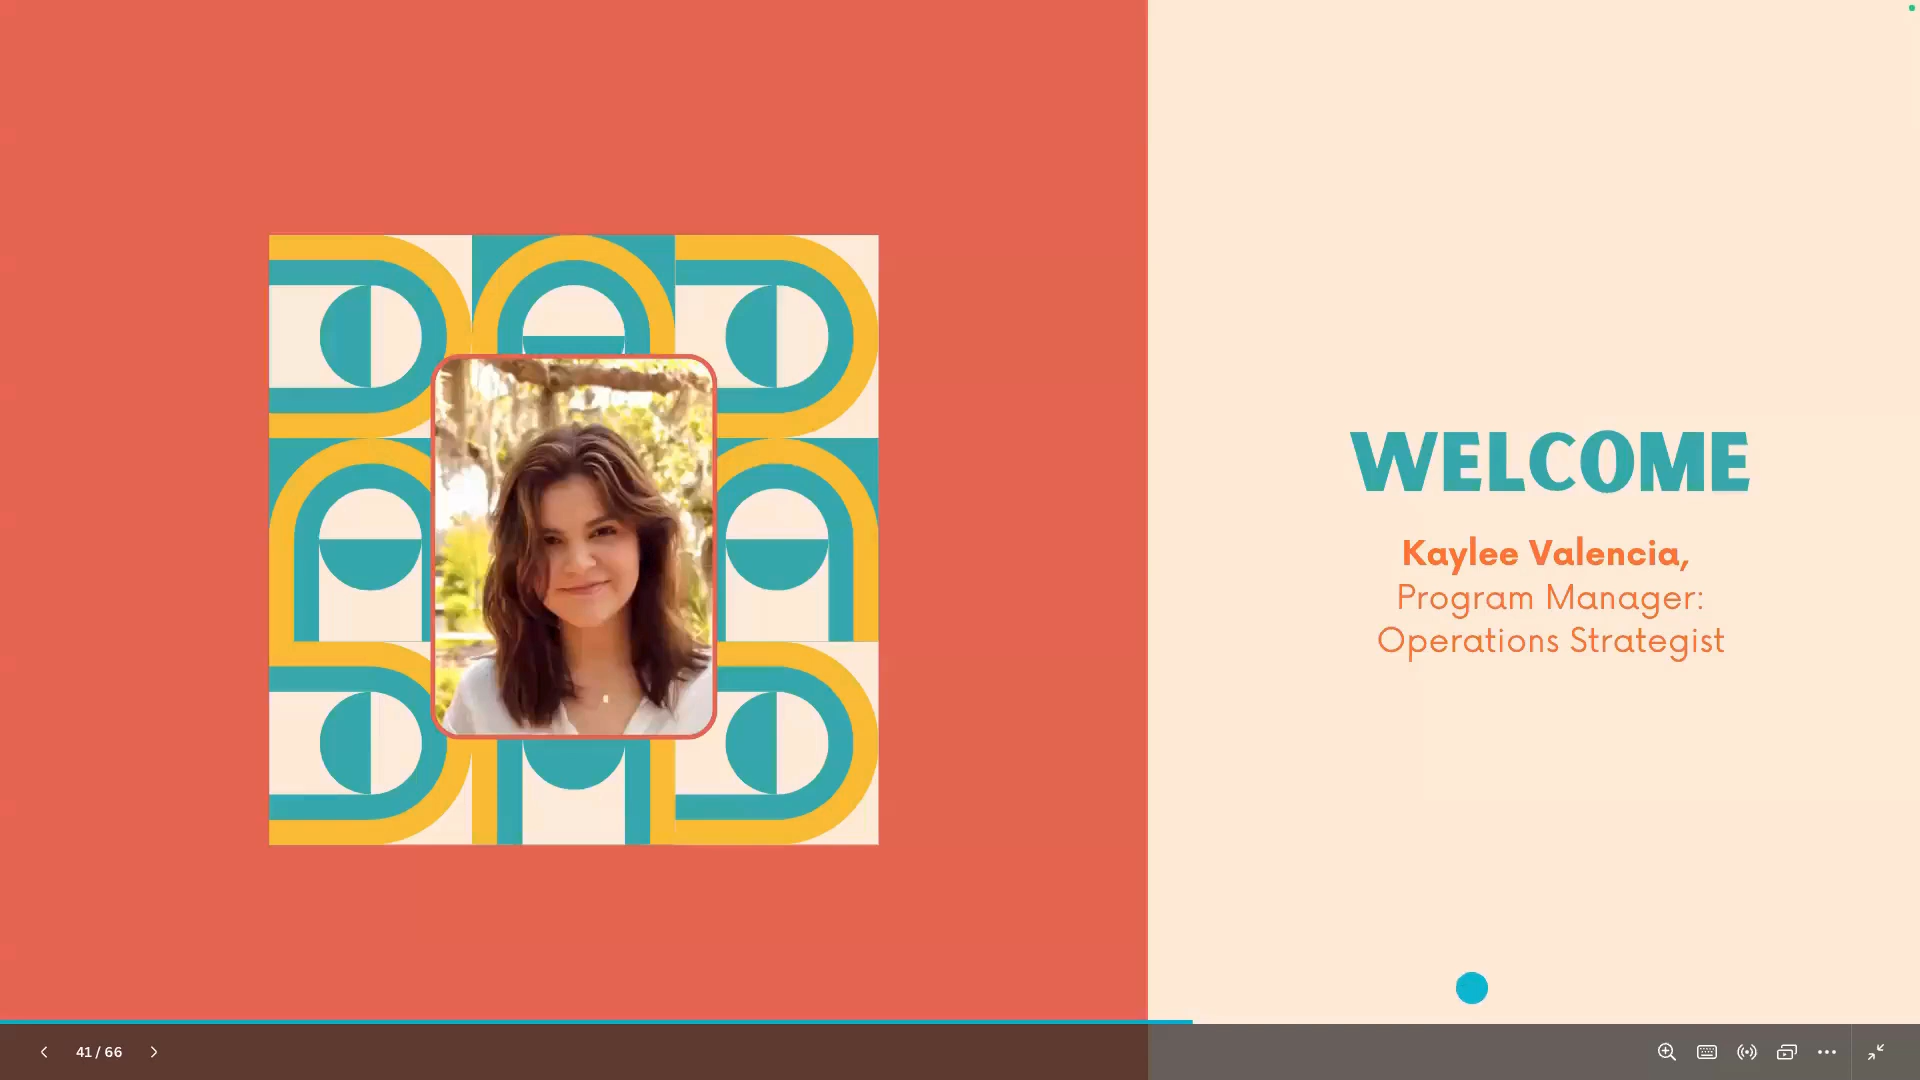 WELCOME
Kaylee Valencia,
Program Manager:
Operations Strategist
41 / 66